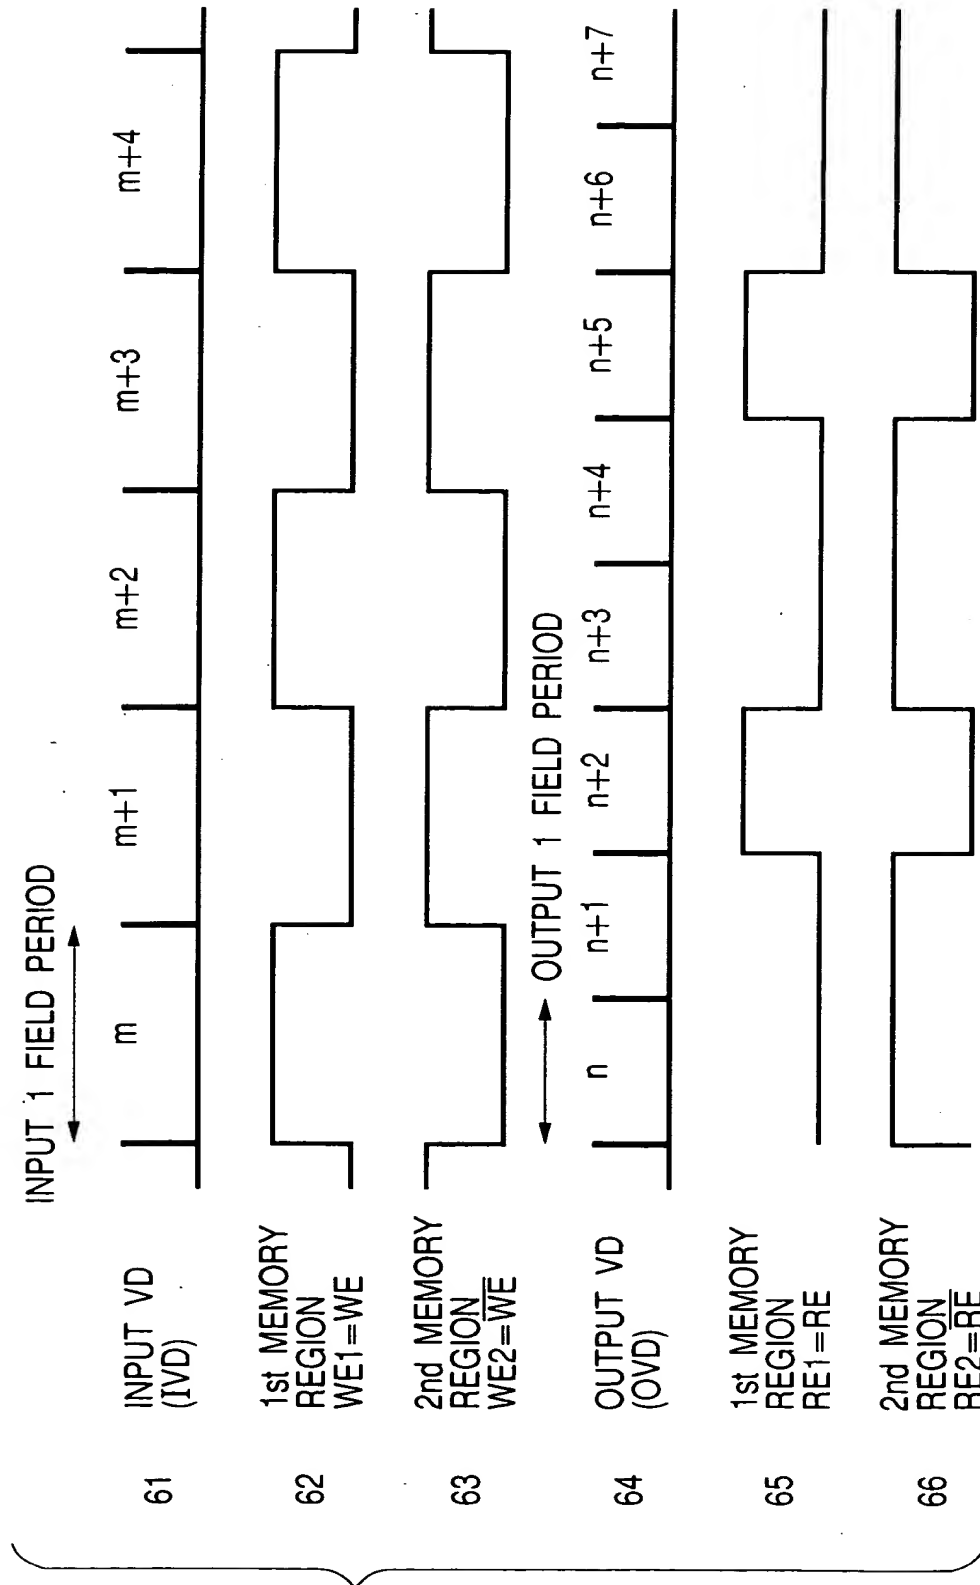 INPUT 1 FIELD PERIOD
61 INPUT VD (IVD) m m+1 m+2 m+3 m+4
62 1st MEMORY REGION WE1=WE
63 2nd MEMORY REGION WE2=W̅E̅
OUTPUT 1 FIELD PERIOD
64 OUTPUT VD (OVD) n n+1 n+2 n+3 n+4 n+5 n+6 n+7
65 1st MEMORY REGION RE1=RE
66 2nd MEMORY REGION RE2=R̅E̅